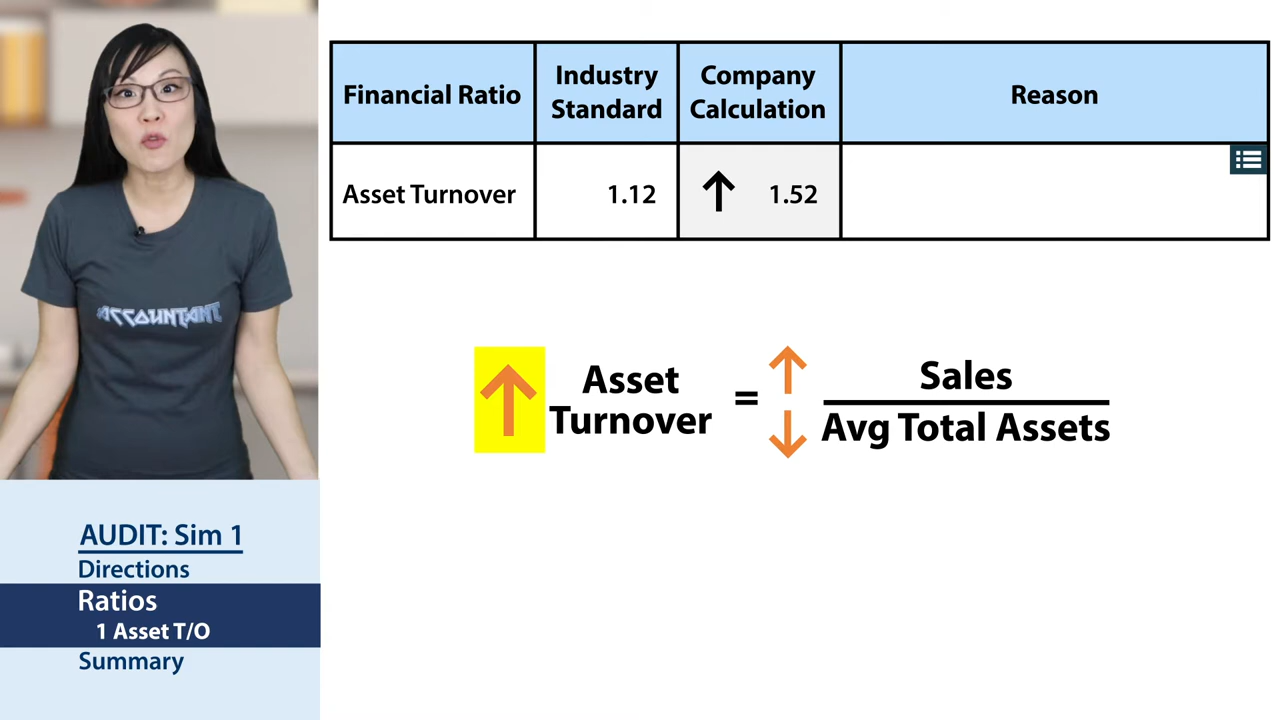 Financial Ratio
Industry
Standard
Company
Calculation
Reason
Asset Turnover
1.12
↑ 1.52
ACCOUNTANT
↑ Asset
Turnover
=
↑ Sales
↓ Avg Total Assets
AUDIT: Sim 1
Directions
Ratios
1 Asset T/O
Summary